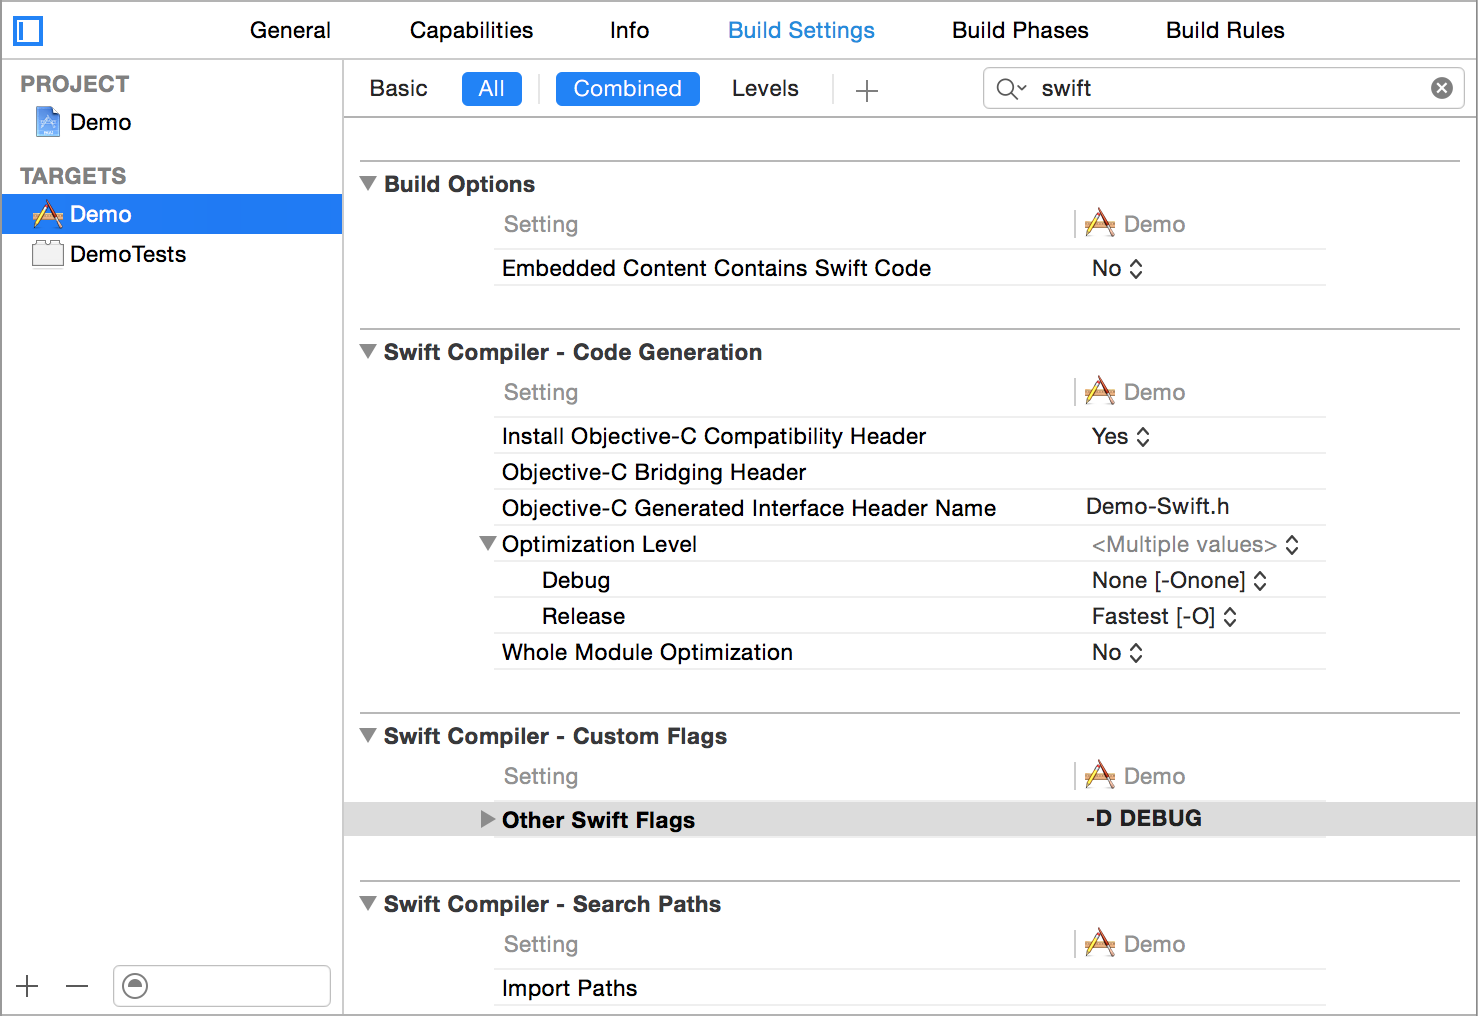 General Capabilities Info Build Settings Build Phases Build Rules
PROJECT
Demo
TARGETS
Demo
DemoTests
Basic All Combined Levels swift
Build Options
Setting Demo
Embedded Content Contains Swift Code No
Swift Compiler - Code Generation
Setting Demo
Install Objective-C Compatibility Header Yes
Objective-C Bridging Header
Objective-C Generated Interface Header Name Demo-Swift.h
Optimization Level <Multiple values>
Debug None [-Onone]
Release Fastest [-O]
Whole Module Optimization No
Swift Compiler - Custom Flags
Setting Demo
Other Swift Flags -D DEBUG
Swift Compiler - Search Paths
Setting Demo
Import Paths